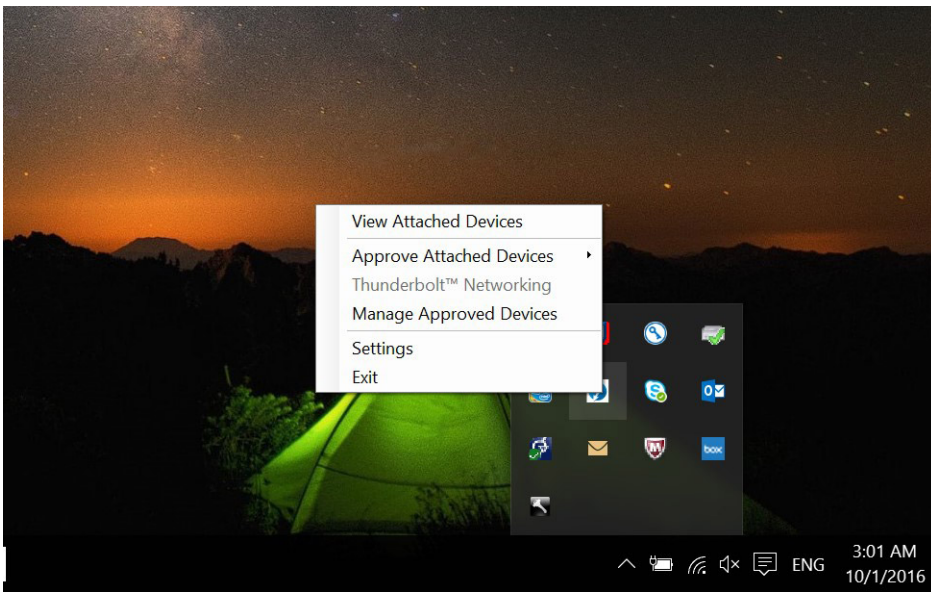 View Attached Devices
Approve Attached Devices
Thunderbolt™ Networking
Manage Approved Devices
Settings
Exit
box
ENG
3:01 AM
10/1/2016